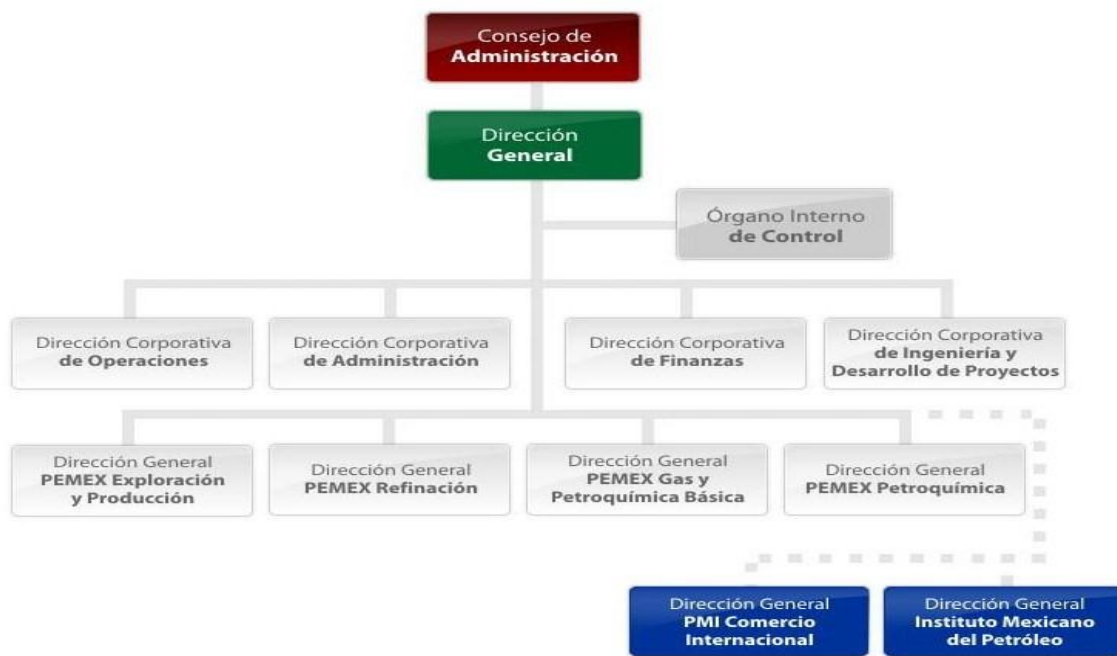 Consejo de
Administración
Dirección
General
Órgano Interno
de Control
Dirección Corporativa
de Operaciones
Dirección Corporativa
de Administración
Dirección Corporativa
de Finanzas
Dirección Corporativa
de Ingeniería y
Desarrollo de Proyectos
Dirección General
PEMEX Exploración
y Producción
Dirección General
PEMEX Refinación
Dirección General
PEMEX Gas y
Petroquímica Básica
Dirección General
PEMEX Petroquímica
Dirección General
PMI Comercio
Internacional
Dirección General
Instituto Mexicano
del Petróleo